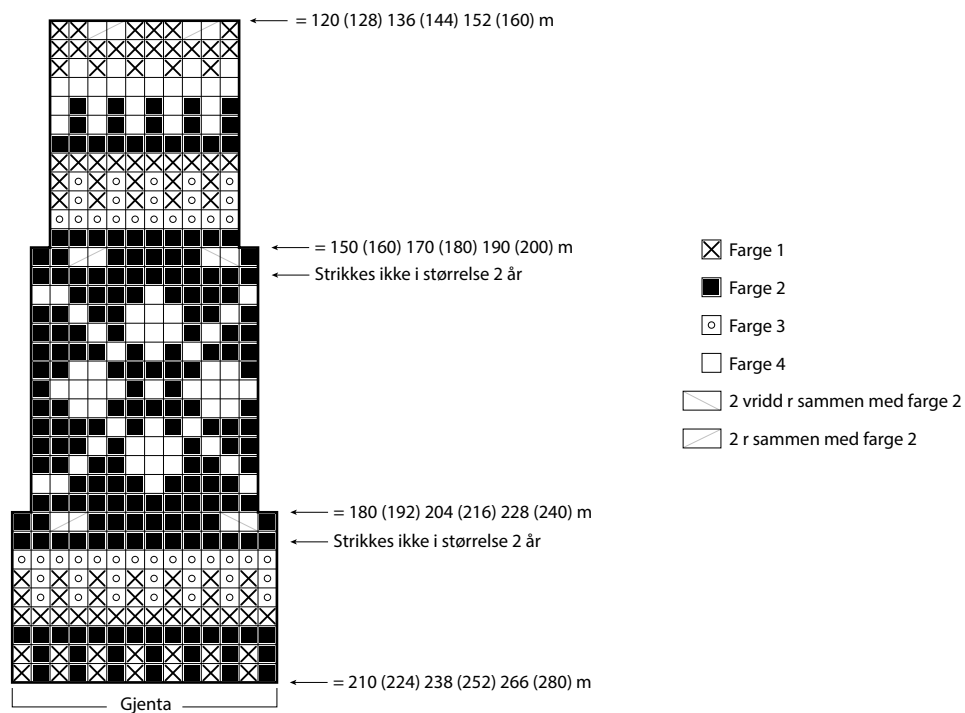 = 120 (128) 136 (144) 152 (160) m
= 150 (160) 170 (180) 190 (200) m
Strikkes ikke i størrelse 2 år
Farge 1
Farge 2
Farge 3
Farge 4
2 vridd r sammen med farge 2
2 r sammen med farge 2
= 180 (192) 204 (216) 228 (240) m
Strikkes ikke i størrelse 2 år
= 210 (224) 238 (252) 266 (280) m
Gjenta